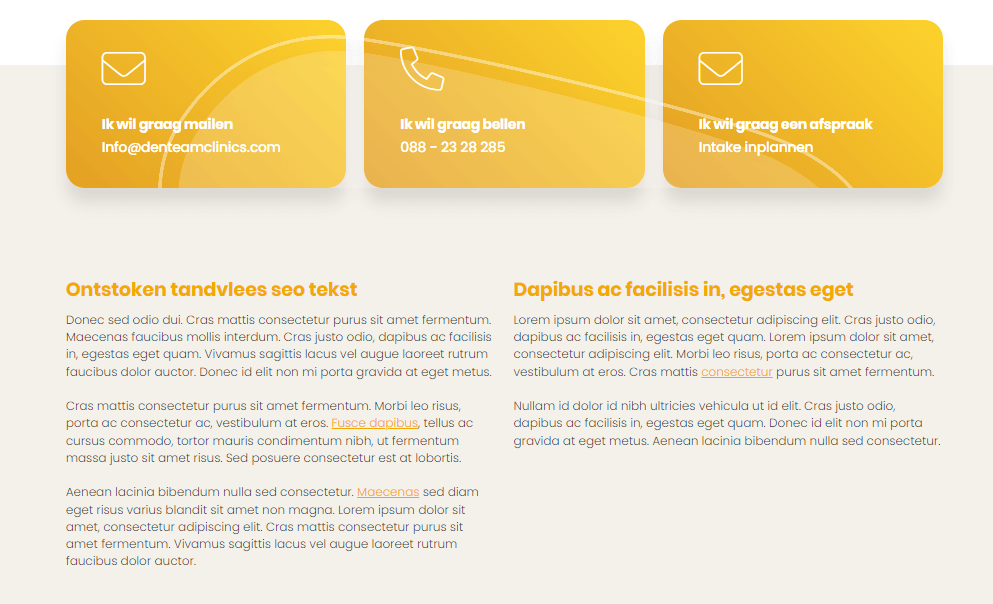 Ik wil graag mailen
Info@denteamclinics.com
Ik wil graag bellen
088 - 23 28 285
Ik wil graag een afspraak
Intake inplannen
Ontstoken tandvlees seo tekst
Donec sed odio dui. Cras mattis consectetur purus sit amet fermentum.
Maecenas faucibus mollis interdum. Cras justo odio, dapibus ac facilisis
in, egestas eget quam. Vivamus sagittis lacus vel augue laoreet rutrum
faucibus dolor auctor. Donec id elit non mi porta gravida at eget metus.
Cras mattis consectetur purus sit amet fermentum. Morbi leo risus,
porta ac consectetur ac, vestibulum at eros. Fusce dapibus, tellus ac
cursus commodo, tortor mauris condimentum nibh, ut fermentum
massa justo sit amet risus. Sed posuere consectetur est at lobortis.
Aenean lacinia bibendum nulla sed consectetur. Maecenas sed diam
eget risus varius blandit sit amet non magna. Lorem ipsum dolor sit
amet, consectetur adipiscing elit. Cras mattis consectetur purus sit
amet fermentum. Vivamus sagittis lacus vel augue laoreet rutrum
faucibus dolor auctor.
Dapibus ac facilisis in, egestas eget
Lorem ipsum dolor sit amet, consectetur adipiscing elit. Cras justo odio,
dapibus ac facilisis in, egestas eget quam. Lorem ipsum dolor sit amet,
consectetur adipiscing elit. Morbi leo risus, porta ac consectetur ac,
vestibulum at eros. Cras mattis consectetur purus sit amet fermentum.
Nullam id dolor id nibh ultricies vehicula ut id elit. Cras justo odio,
dapibus ac facilisis in, egestas eget quam. Donec id elit non mi porta
gravida at eget metus. Aenean lacinia bibendum nulla sed consectetur.